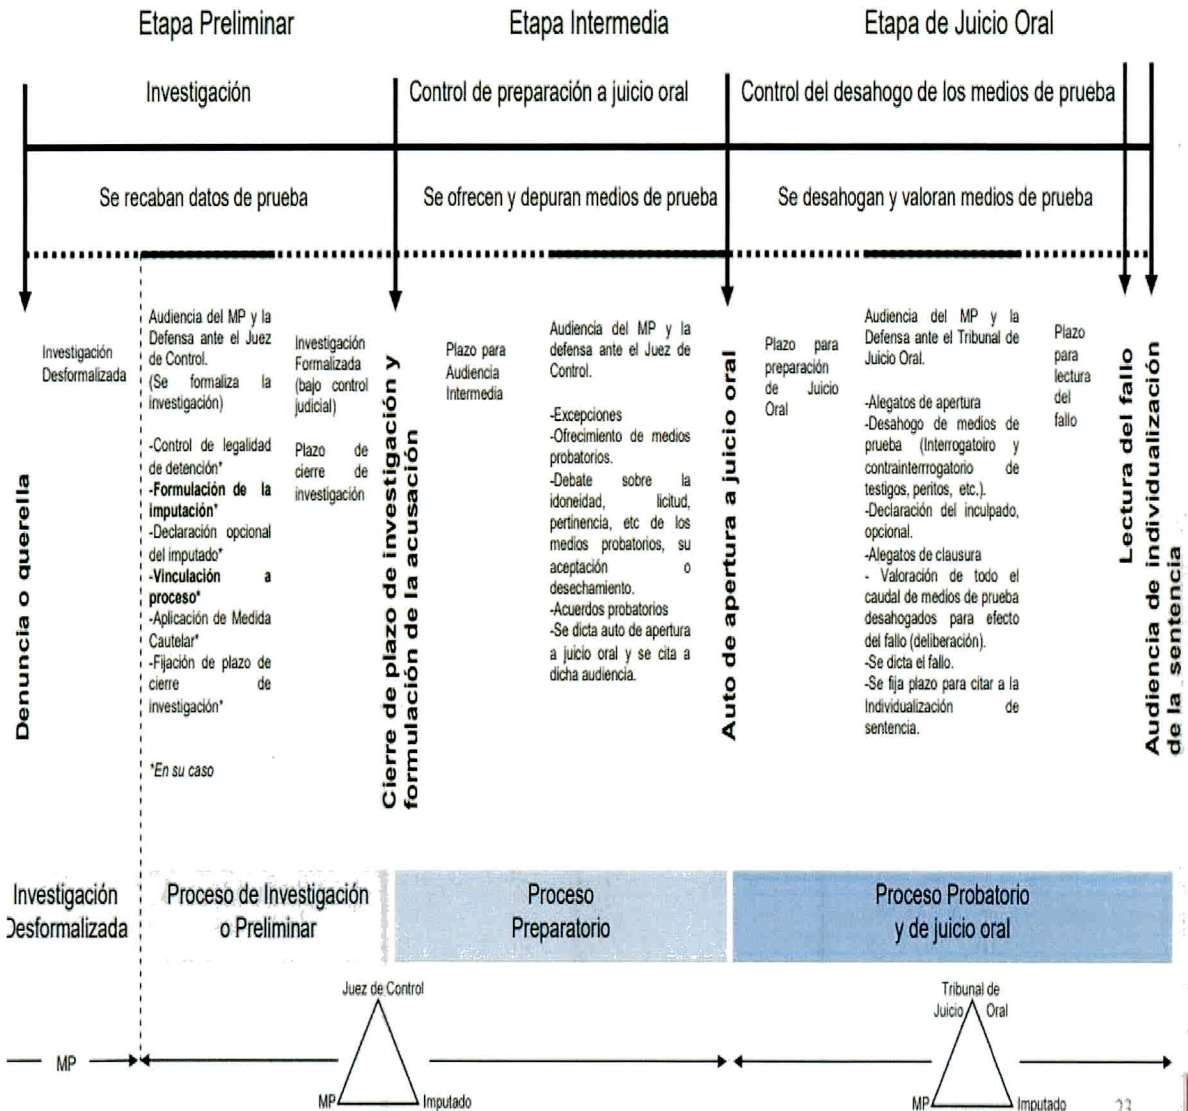 Etapa Preliminar
Etapa Intermedia
Etapa de Juicio Oral
Investigación
Control de preparación a juicio oral
Control del desahogo de los medios de prueba
Se recaban datos de prueba
Se ofrecen y depuran medios de prueba
Se desahogan y valoran medios de prueba
Denuncia o querella
Investigación
Desformalizada
Audiencia del MP y la
Defensa ante el Juez
de Control.
(Se formaliza la
investigación)
-Control de legalidad
de detención*
-Formulación de la
imputación*
-Declaración opcional
del imputado*
-Vinculación a
proceso*
-Aplicación de Medida
Cautelar*
-Fijación de plazo de
cierre de
investigación*
*En su caso
Investigación
Formalizada
(bajo control
judicial)
Plazo de
cierre de
investigación
Cierre de plazo de investigación y
formulación de la acusación
Plazo para
Audiencia
Intermedia
Audiencia del MP y la
defensa ante el Juez de
Control.
-Excepciones
-Ofrecimiento de medios
probatorios.
-Debate sobre la
idoneidad, licitud,
pertinencia, etc de los
medios probatorios, su
aceptación o
desechamiento.
-Acuerdos probatorios
-Se dicta auto de apertura
a juicio oral y se cita a
dicha audiencia.
Auto de apertura a juicio oral
Plazo para
preparación
de Juicio
Oral
Audiencia del MP y la
Defensa ante el Tribunal de
Juicio Oral.
-Alegatos de apertura
-Desahogo de medios de
prueba (Interrogatoiro y
contrainterrrogatorio de
testigos, peritos, etc.).
-Declaración del inculpado,
opcional.
-Alegatos de clausura
- Valoración de todo el
caudal de medios de prueba
desahogados para efecto
del fallo (deliberación).
-Se dicta el fallo.
-Se fija plazo para citar a la
Individualización de
sentencia.
Plazo
para
lectura
del
fallo
Lectura del fallo
Audiencia de individualización
de la sentencia
Investigación
Desformalizada
Proceso de Investigación
o Preliminar
Proceso
Preparatorio
Proceso Probatorio
y de juicio oral
Juez de Control
Tribunal de
Juicio Oral
MP
MP
Imputado
MP
Imputado
23